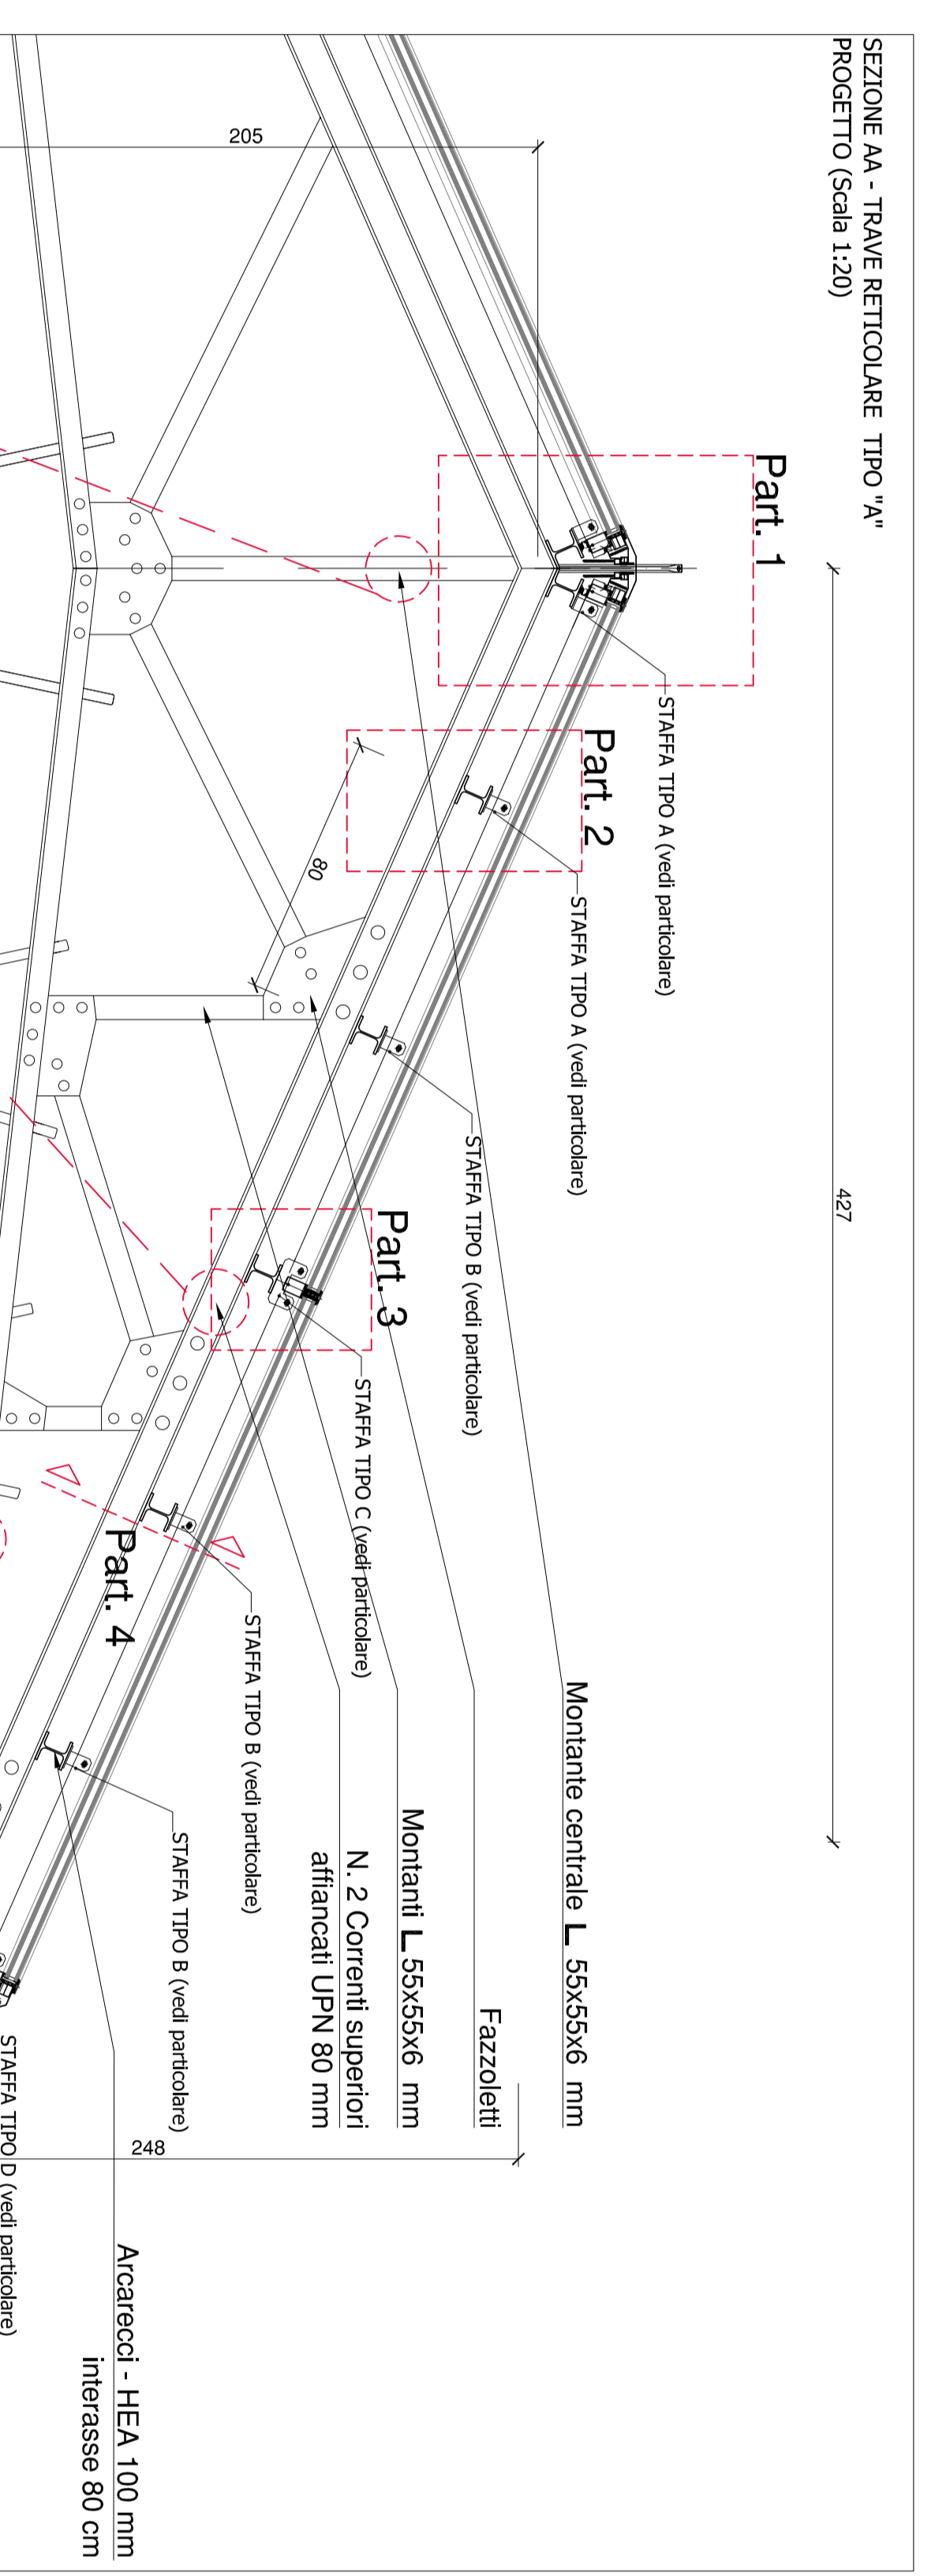 SEZIONE AA - TRAVE RETICOLARE TIPO "A"
PROGETTO (Scala 1:20)
205
427
Part. 1
STAFFA TIPO A (vedi particolare)
Part. 2
STAFFA TIPO A (vedi particolare)
80
STAFFA TIPO B (vedi particolare)
Part. 3
STAFFA TIPO C (vedi particolare)
Part. 4
STAFFA TIPO B (vedi particolare)
STAFFA TIPO B (vedi particolare)
STAFFA TIPO D (vedi particolare)
Montante centrale L 55x55x6 mm
Fazzoletti
Montanti L 55x55x6 mm
N. 2 Correnti superiori
affiancati UPN 80 mm
248
Arcarecci - HEA 100 mm
interasse 80 cm